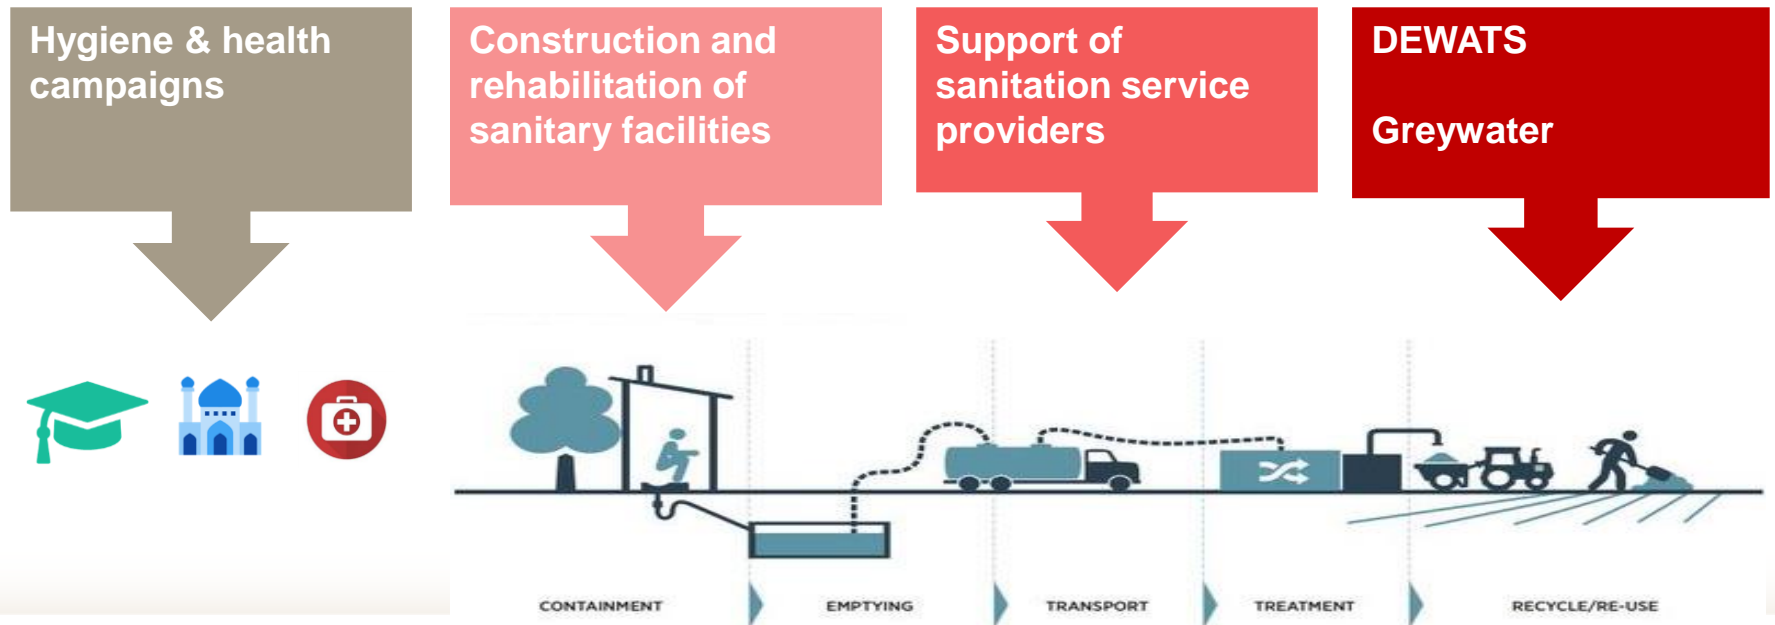 Hygiene & health
campaigns
Construction and
rehabilitation of
sanitary facilities
Support of
sanitation service
providers
DEWATS
Greywater
CONTAINMENT
EMPTYING
TRANSPORT
TREATMENT
RECYCLE/RE-USE